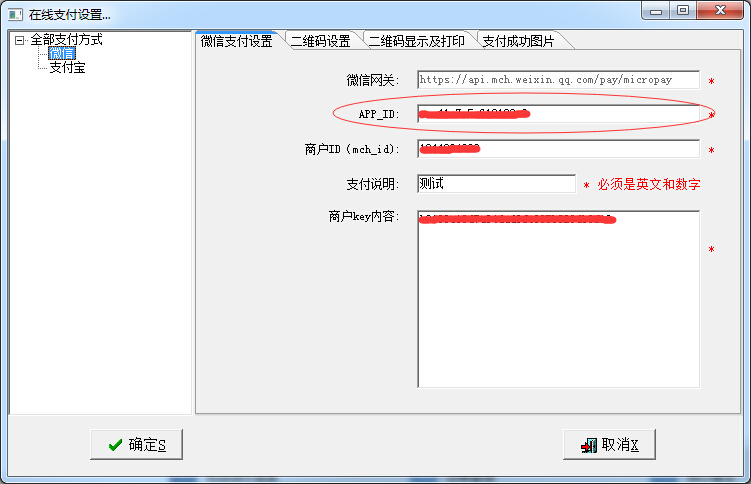 在线支付设置...
全部支付方式
微信
支付宝
微信支付设置 二维码设置 二维码显示及打印 支付成功图片
微信网关: https://api.mch.weixin.qq.com/pay/micropay *
APP_ID: *
商户ID（mch_id): *
支付说明: 测试 * 必须是英文和数字
商户key内容:
*
确定S 取消X